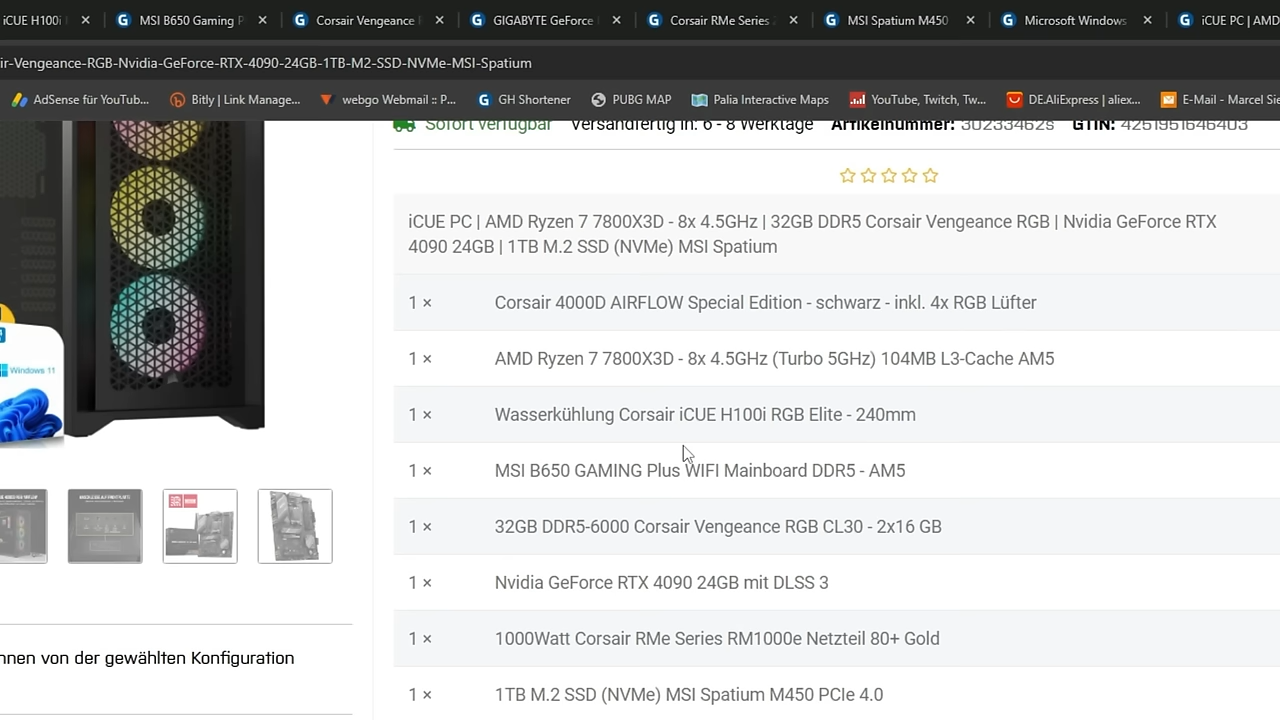 iCUE H100i
MSI B650 Gaming P
Corsair Vengeance
GIGABYTE GeForce
Corsair RMe Series
MSI Spatium M450
Microsoft Windows
iCUE PC | AMD
ir-Vengeance-RGB-Nvidia-GeForce-RTX-4090-24GB-1TB-M2-SSD-NVMe-MSI-Spatium
AdSense für YouTub...
Bitly | Link Manage...
webgo Webmail :: P...
GH Shortener
PUBG MAP
Palia Interactive Maps
YouTube, Twitch, Tw...
DE.AliExpress | aliex...
E-Mail - Marcel Sie
Sofort verfügbar Versandfertig in: 6 - 8 Werktage Artikelnummer: 30233462s GTIN: 4251951646403
iCUE PC | AMD Ryzen 7 7800X3D - 8x 4.5GHz | 32GB DDR5 Corsair Vengeance RGB | Nvidia GeForce RTX
4090 24GB | 1TB M.2 SSD (NVMe) MSI Spatium
1 × Corsair 4000D AIRFLOW Special Edition - schwarz - inkl. 4x RGB Lüfter
1 × AMD Ryzen 7 7800X3D - 8x 4.5GHz (Turbo 5GHz) 104MB L3-Cache AM5
1 × Wasserkühlung Corsair iCUE H100i RGB Elite - 240mm
1 × MSI B650 GAMING Plus WIFI Mainboard DDR5 - AM5
1 × 32GB DDR5-6000 Corsair Vengeance RGB CL30 - 2x16 GB
1 × Nvidia GeForce RTX 4090 24GB mit DLSS 3
1 × 1000Watt Corsair RMe Series RM1000e Netzteil 80+ Gold
1 × 1TB M.2 SSD (NVMe) MSI Spatium M450 PCIe 4.0
Windows 11
nnen von der gewählten Konfiguration